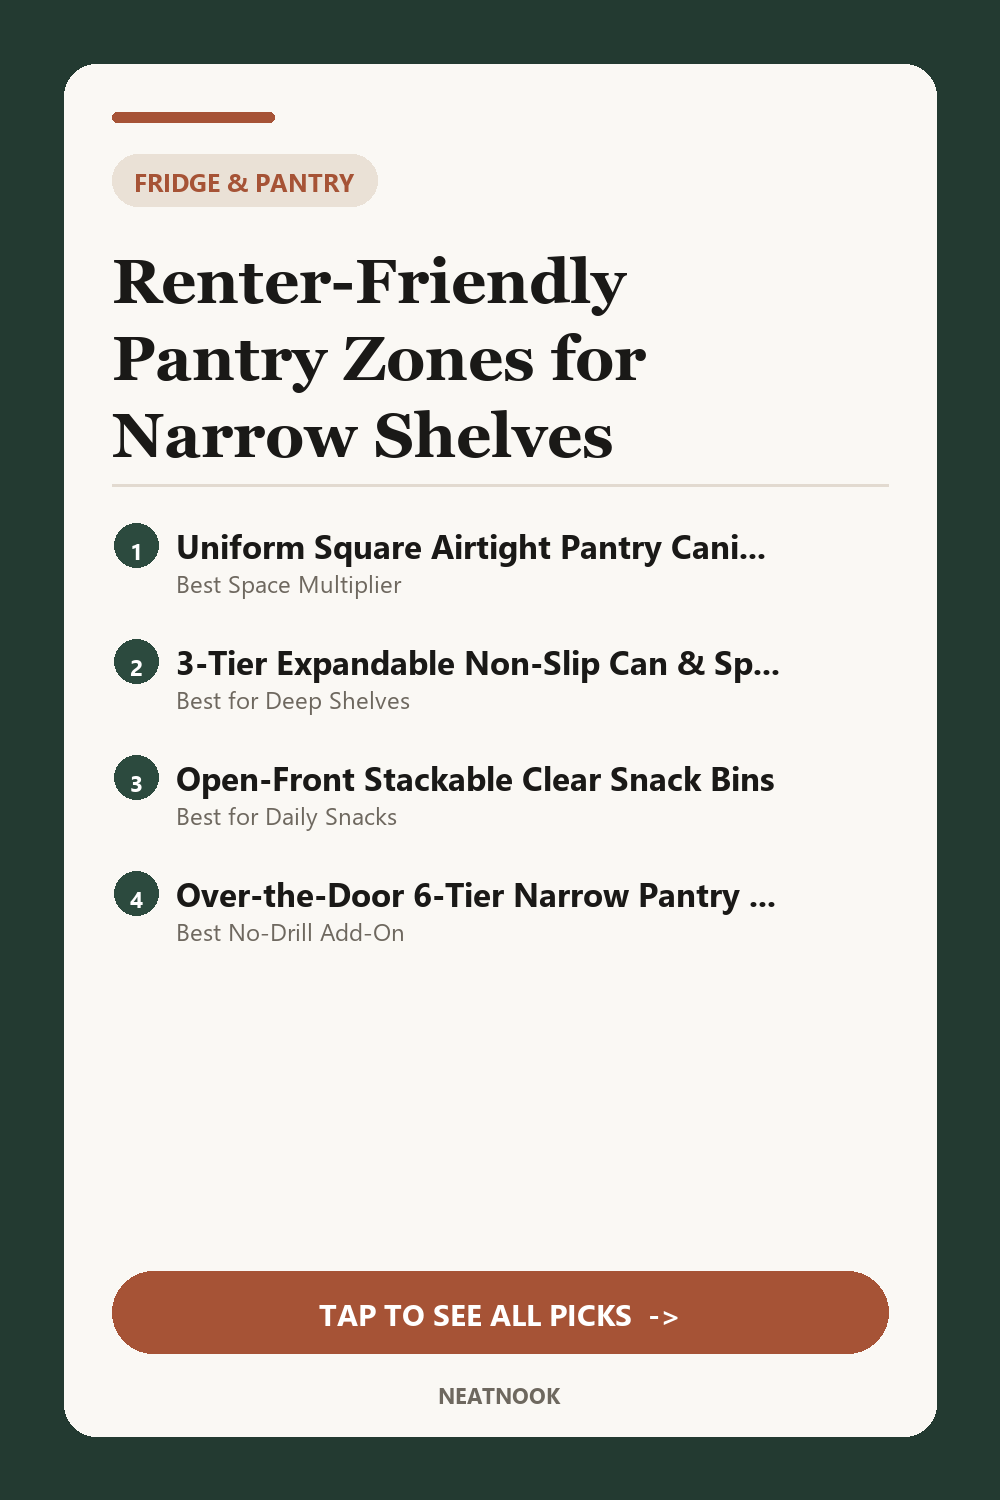 FRIDGE & PANTRY
Renter-Friendly
Pantry Zones for
Narrow Shelves
1 Uniform Square Airtight Pantry Cani...
Best Space Multiplier
2 3-Tier Expandable Non-Slip Can & Sp...
Best for Deep Shelves
3 Open-Front Stackable Clear Snack Bins
Best for Daily Snacks
4 Over-the-Door 6-Tier Narrow Pantry ...
Best No-Drill Add-On
TAP TO SEE ALL PICKS ->
NEATNOOK